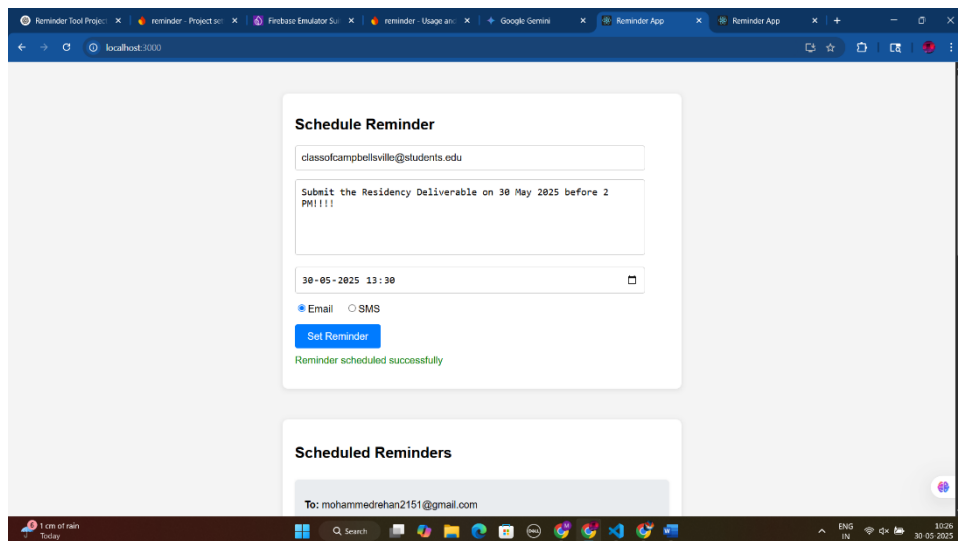 Reminder Tool Project
reminder - Project set
Firebase Emulator Sui
reminder - Usage and
Google Gemini
Reminder App
Reminder App
localhost:3000
Schedule Reminder
classofcampbellsville@students.edu
Submit the Residency Deliverable on 30 May 2025 before 2
PM!!!!
30-05-2025 13:30
Email
SMS
Set Reminder
Reminder scheduled successfully
Scheduled Reminders
To: mohammedrehan2151@gmail.com
6
1 cm of rain
Today
Search
DELL
ENG
IN
10:26
30-05-2025